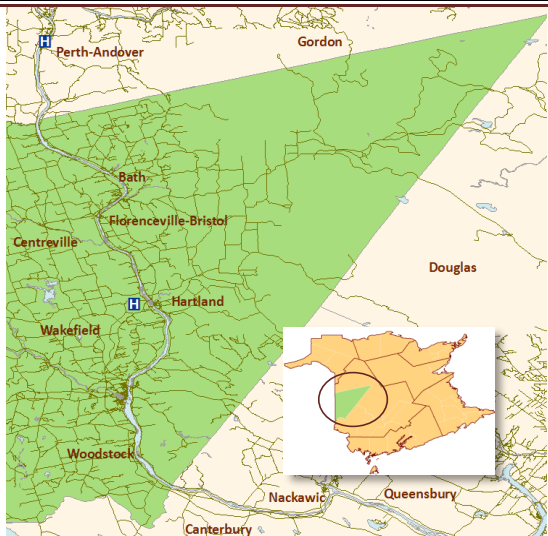 Gordon
H
Perth-Andover
Bath
Florenceville-Bristol
Centreville
Douglas
Hartland
H
Wakefield
Woodstock
Nackawic
Queensbury
Canterbury